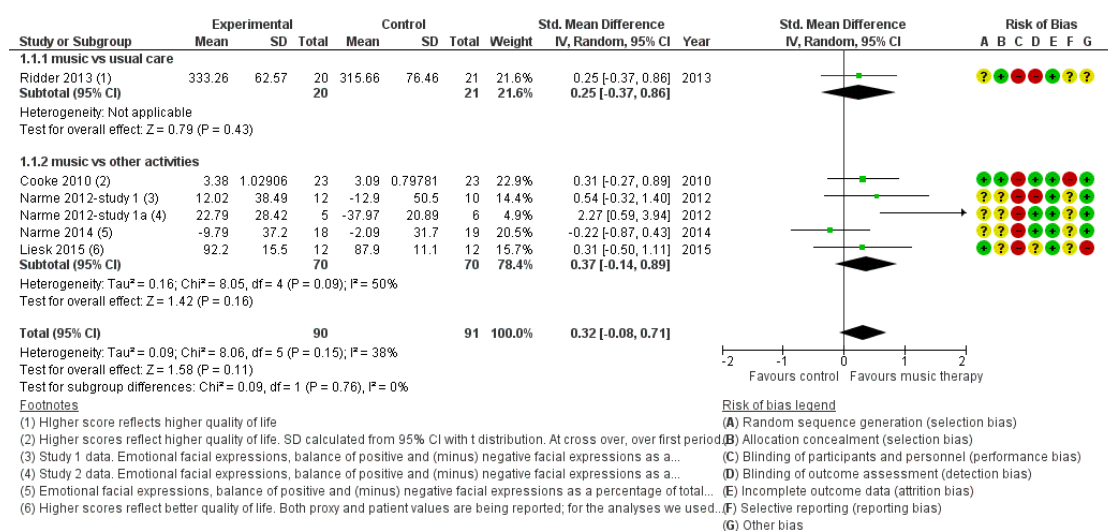 Experimental Control Std. Mean Difference Std. Mean Difference Risk of Bias
Study or Subgroup Mean SD Total Mean SD Total Weight IV, Random, 95% CI Year IV, Random, 95% CI A B C D E F G
1.1.1 music vs usual care
Ridder 2013 (1) 333.26 62.57 20 315.66 76.46 21 21.6% 0.25 [-0.37, 0.86] 2013 ? + - - + ? ?
Subtotal (95% CI) 20 21 21.6% 0.25 [-0.37, 0.86]
Heterogeneity: Not applicable
Test for overall effect: Z = 0.79 (P = 0.43)
1.1.2 music vs other activities
Cooke 2010 (2) 3.38 1.02906 23 3.09 0.79781 23 22.9% 0.31 [-0.27, 0.89] 2010 + + - + + - +
Narme 2012-study 1 (3) 12.02 38.49 12 -12.9 50.5 10 14.4% 0.54 [-0.32, 1.40] 2012 ? ? - - + ? +
Narme 2012-study 1a (4) 22.79 28.42 5 -37.97 20.89 6 4.9% 2.27 [0.59, 3.94] 2012 ? ? - + + ? +
Narme 2014 (5) -9.79 37.2 18 -2.09 31.7 19 20.5% -0.22 [-0.87, 0.43] 2014 ? ? - + + ? +
Liesk 2015 (6) 92.2 15.5 12 87.9 11.1 12 15.7% 0.31 [-0.50, 1.11] 2015 + ? - ? + ? -
Subtotal (95% CI) 70 70 78.4% 0.37 [-0.14, 0.89]
Heterogeneity: Tau² = 0.16; Chi² = 8.05, df = 4 (P = 0.09); I² = 50%
Test for overall effect: Z = 1.42 (P = 0.16)
Total (95% CI) 90 91 100.0% 0.32 [-0.08, 0.71]
Heterogeneity: Tau² = 0.09; Chi² = 8.06, df = 5 (P = 0.15); I² = 38%
Test for overall effect: Z = 1.58 (P = 0.11)
Test for subgroup differences: Chi² = 0.09, df = 1 (P = 0.76), I² = 0%
-2 -1 0 1 2
Favours control Favours music therapy
Footnotes
(1) Higher score reflects higher quality of life
(2) Higher scores reflect higher quality of life. SD calculated from 95% CI with t distribution. At cross over, over first period.
(3) Study 1 data. Emotional facial expressions, balance of positive and (minus) negative facial expressions as a...
(4) Study 2 data. Emotional facial expressions, balance of positive and (minus) negative facial expressions as a...
(5) Emotional facial expressions, balance of positive and (minus) negative facial expressions as a percentage of total...
(6) Higher scores reflect better quality of life. Both proxy and patient values are being reported; for the analyses we used...
Risk of bias legend
(A) Random sequence generation (selection bias)
(B) Allocation concealment (selection bias)
(C) Blinding of participants and personnel (performance bias)
(D) Blinding of outcome assessment (detection bias)
(E) Incomplete outcome data (attrition bias)
(F) Selective reporting (reporting bias)
(G) Other bias